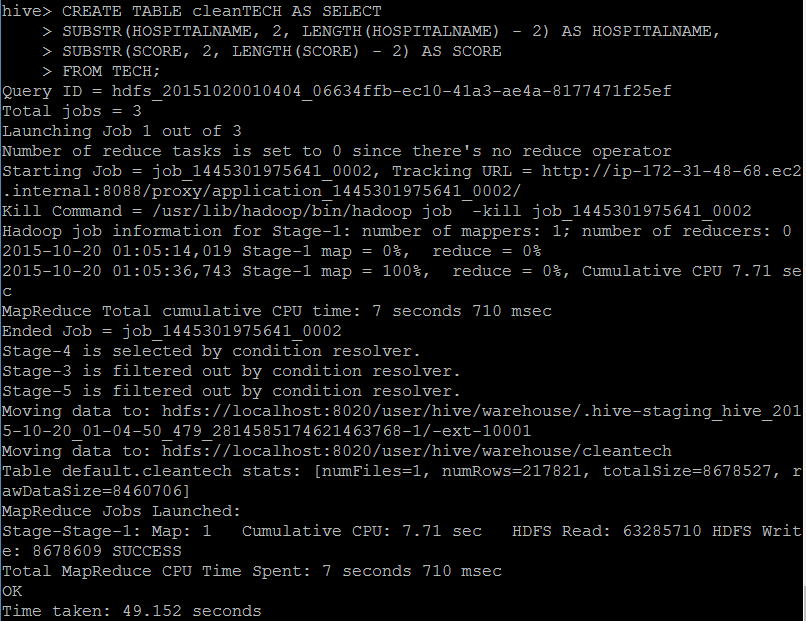 hive> CREATE TABLE cleanTECH AS SELECT
    > SUBSTR(HOSPITALNAME, 2, LENGTH(HOSPITALNAME) - 2) AS HOSPITALNAME,
    > SUBSTR(SCORE, 2, LENGTH(SCORE) - 2) AS SCORE
    > FROM TECH;
Query ID = hdfs_20151020010404_06634ffb-ec10-41a3-ae4a-8177471f25ef
Total jobs = 3
Launching Job 1 out of 3
Number of reduce tasks is set to 0 since there's no reduce operator
Starting Job = job_1445301975641_0002, Tracking URL = http://ip-172-31-48-68.ec2
.internal:8088/proxy/application_1445301975641_0002/
Kill Command = /usr/lib/hadoop/bin/hadoop job  -kill job_1445301975641_0002
Hadoop job information for Stage-1: number of mappers: 1; number of reducers: 0
2015-10-20 01:05:14,019 Stage-1 map = 0%,  reduce = 0%
2015-10-20 01:05:36,743 Stage-1 map = 100%,  reduce = 0%, Cumulative CPU 7.71 se
c
MapReduce Total cumulative CPU time: 7 seconds 710 msec
Ended Job = job_1445301975641_0002
Stage-4 is selected by condition resolver.
Stage-3 is filtered out by condition resolver.
Stage-5 is filtered out by condition resolver.
Moving data to: hdfs://localhost:8020/user/hive/warehouse/.hive-staging_hive_201
5-10-20_01-04-50_479_2814585174621463768-1/-ext-10001
Moving data to: hdfs://localhost:8020/user/hive/warehouse/cleantech
Table default.cleantech stats: [numFiles=1, numRows=217821, totalSize=8678527, r
awDataSize=8460706]
MapReduce Jobs Launched:
Stage-Stage-1: Map: 1   Cumulative CPU: 7.71 sec   HDFS Read: 63285710 HDFS Writ
e: 8678609 SUCCESS
Total MapReduce CPU Time Spent: 7 seconds 710 msec
OK
Time taken: 49.152 seconds